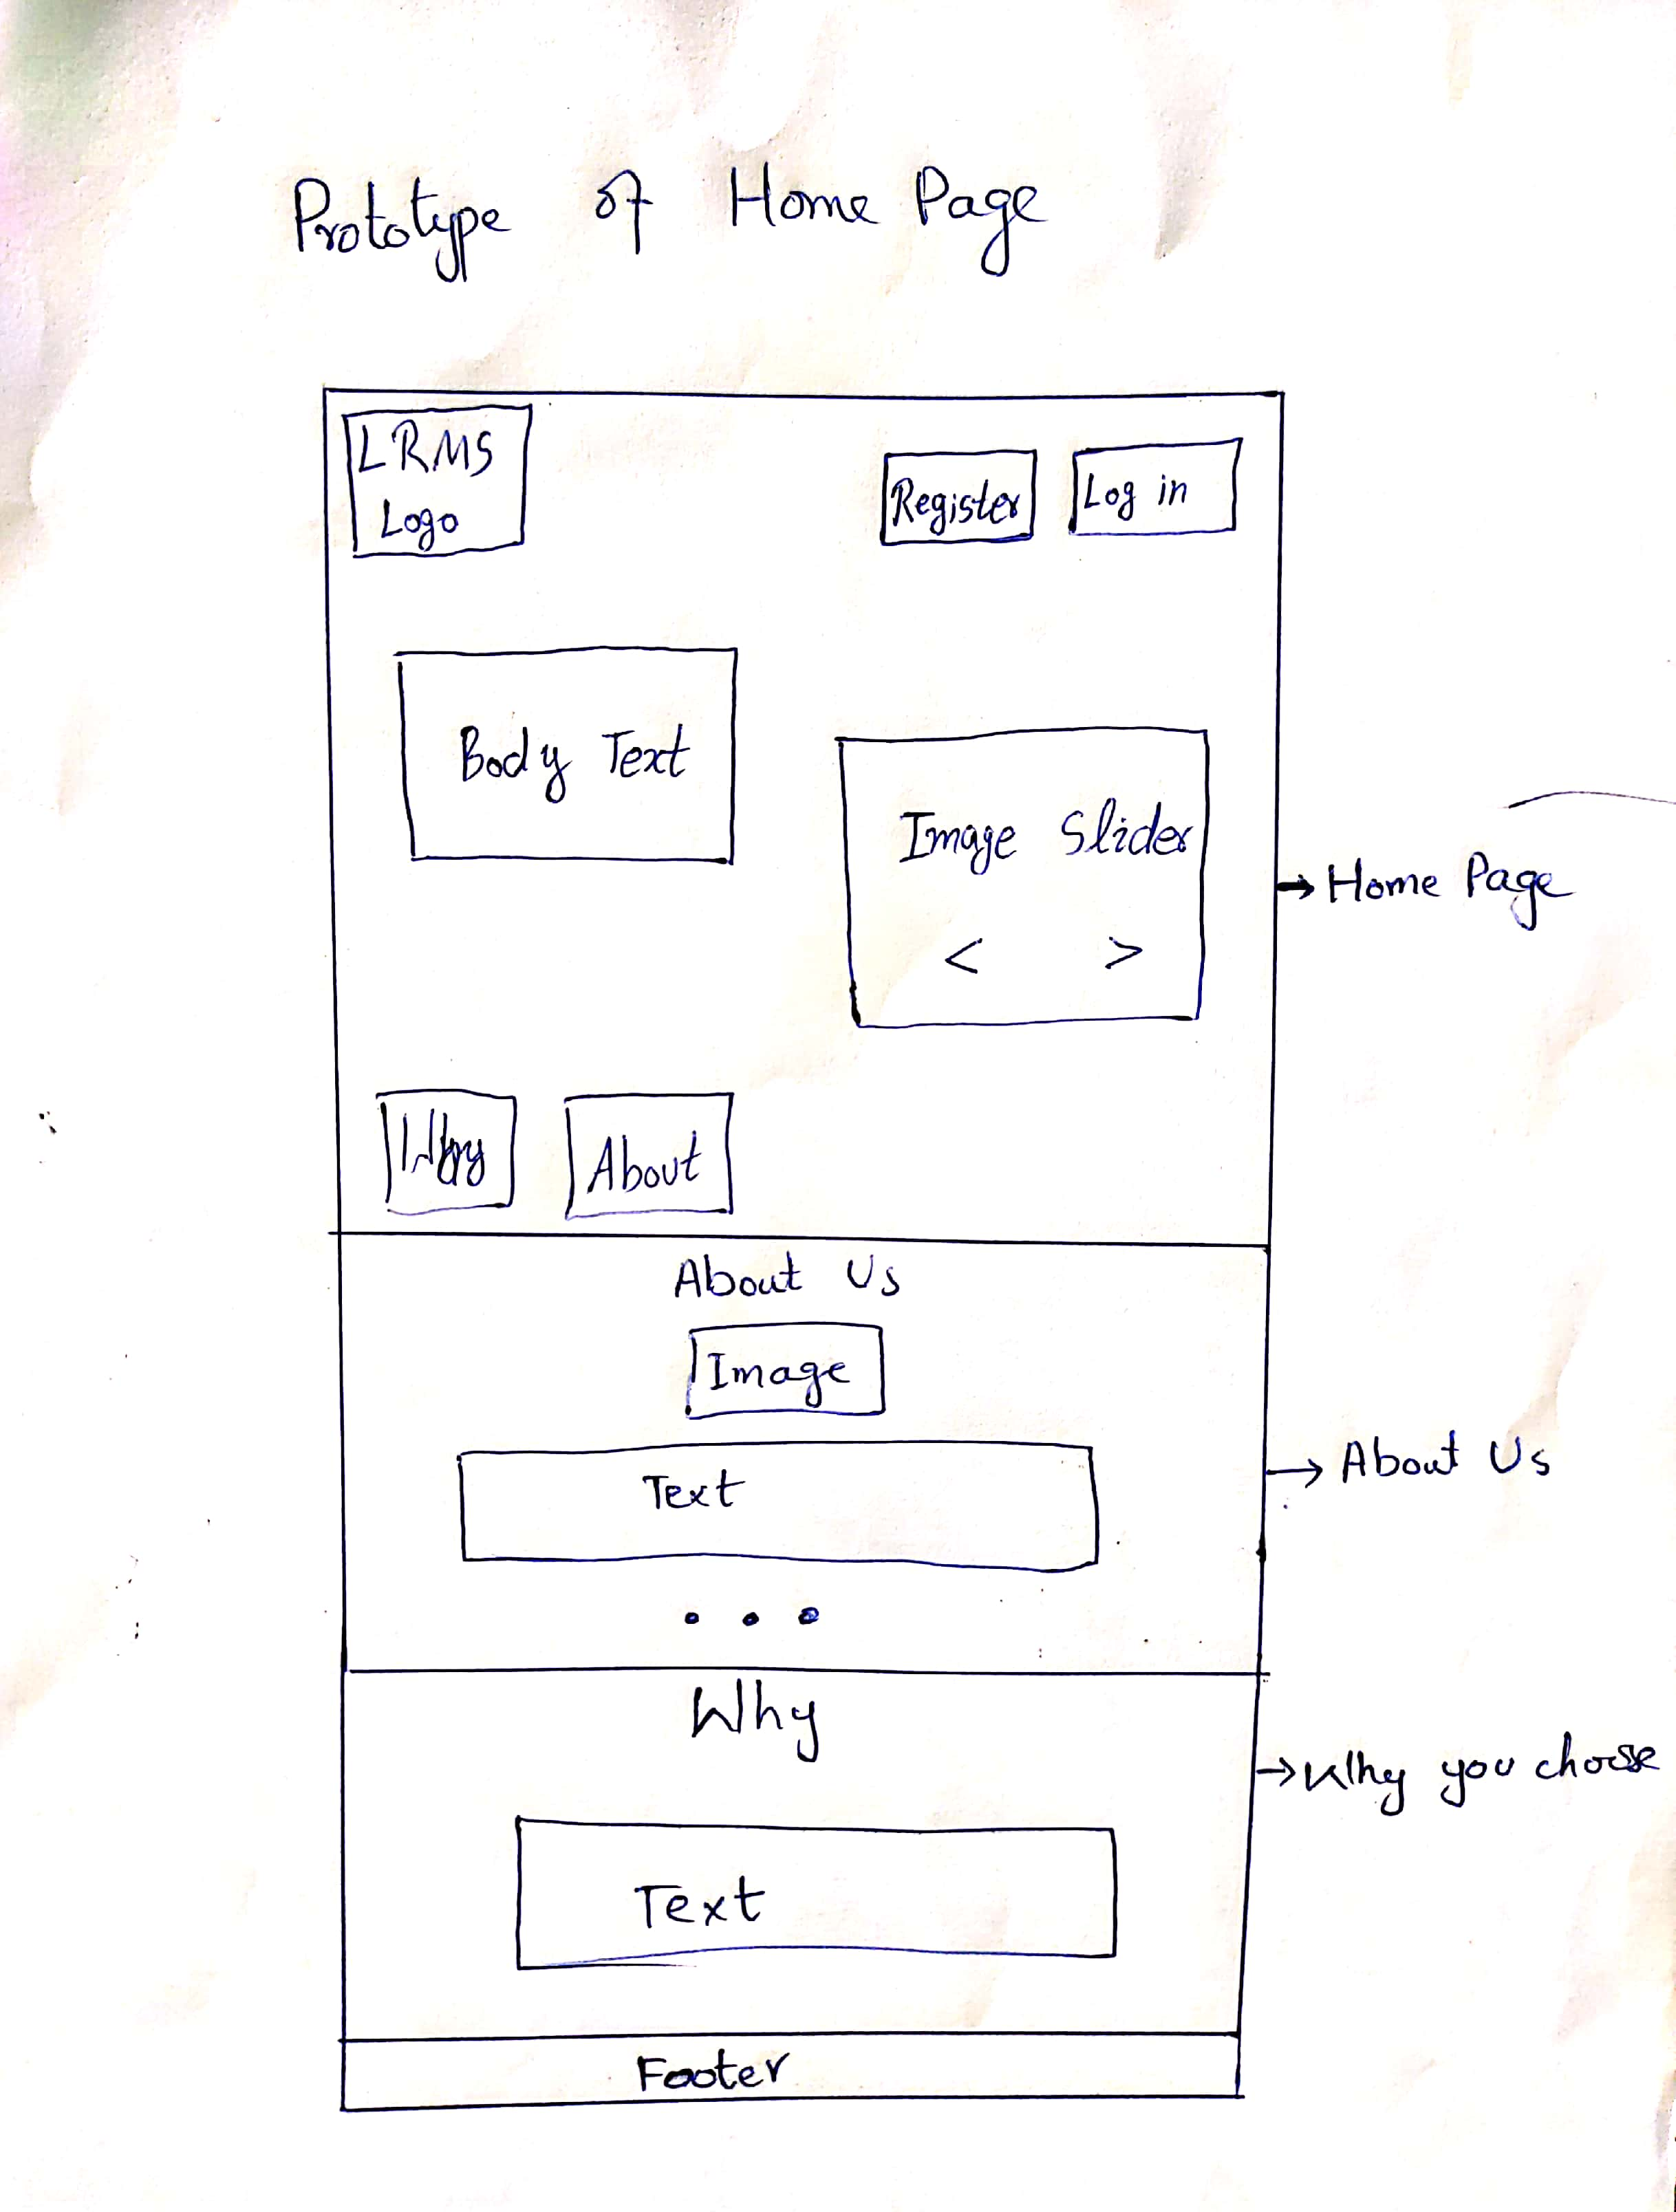 Prototype of Home Page
LRMS
Logo
Register
Log in
Body Text
Image Slider
< >
→ Home Page
Why
About
About Us
Image
Text
→ About Us
• • •
Why
→ Why you choose
Text
Footer